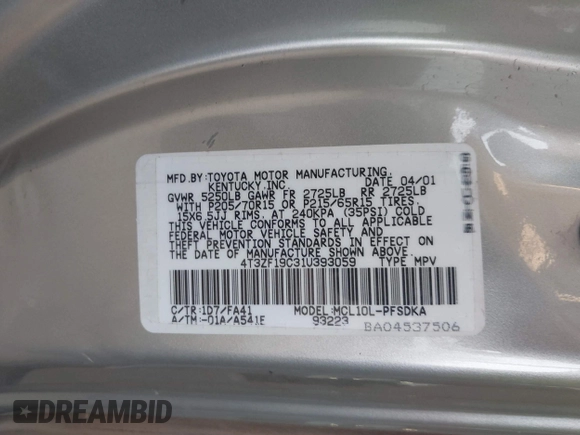 MFD.BY:TOYOTA MOTOR MANUFACTURING,
KENTUCKY,INC. DATE 04/01
GVWR 5250LB GAWR FR 2725LB RR 2725LB
WITH P205/70R15 OR P215/65R15 TIRES,
15X6.5JJ RIMS, AT 240KPA (35PSI) COLD
THIS VEHICLE CONFORMS TO ALL APPLICABLE
FEDERAL MOTOR VEHICLE SAFETY AND
THEFT PREVENTION STANDARDS IN EFFECT ON
THE DATE OF MANUFACTURE SHOWN ABOVE.
4T3ZF19C31U393059 TYPE MPV
C/TR:1D7/FA41 MODEL:MCL10L-PFSDKA
A/TM:-01A/A541E 93223
BA04537506
DREAMBID